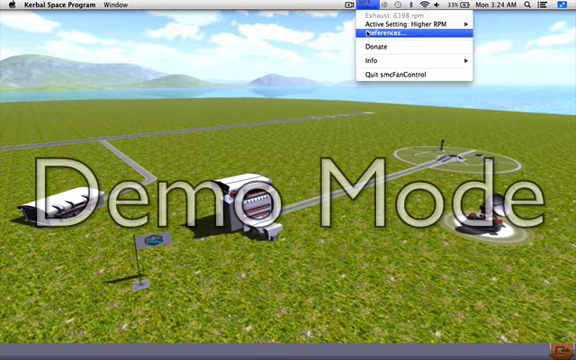 Kerbal Space Program Window
33% Mon 3:24 AM
Exhaust: 6198 rpm
Active Setting: Higher RPM
Preferences...
Donate
Info
Quit smcFanControl
Demo Mode